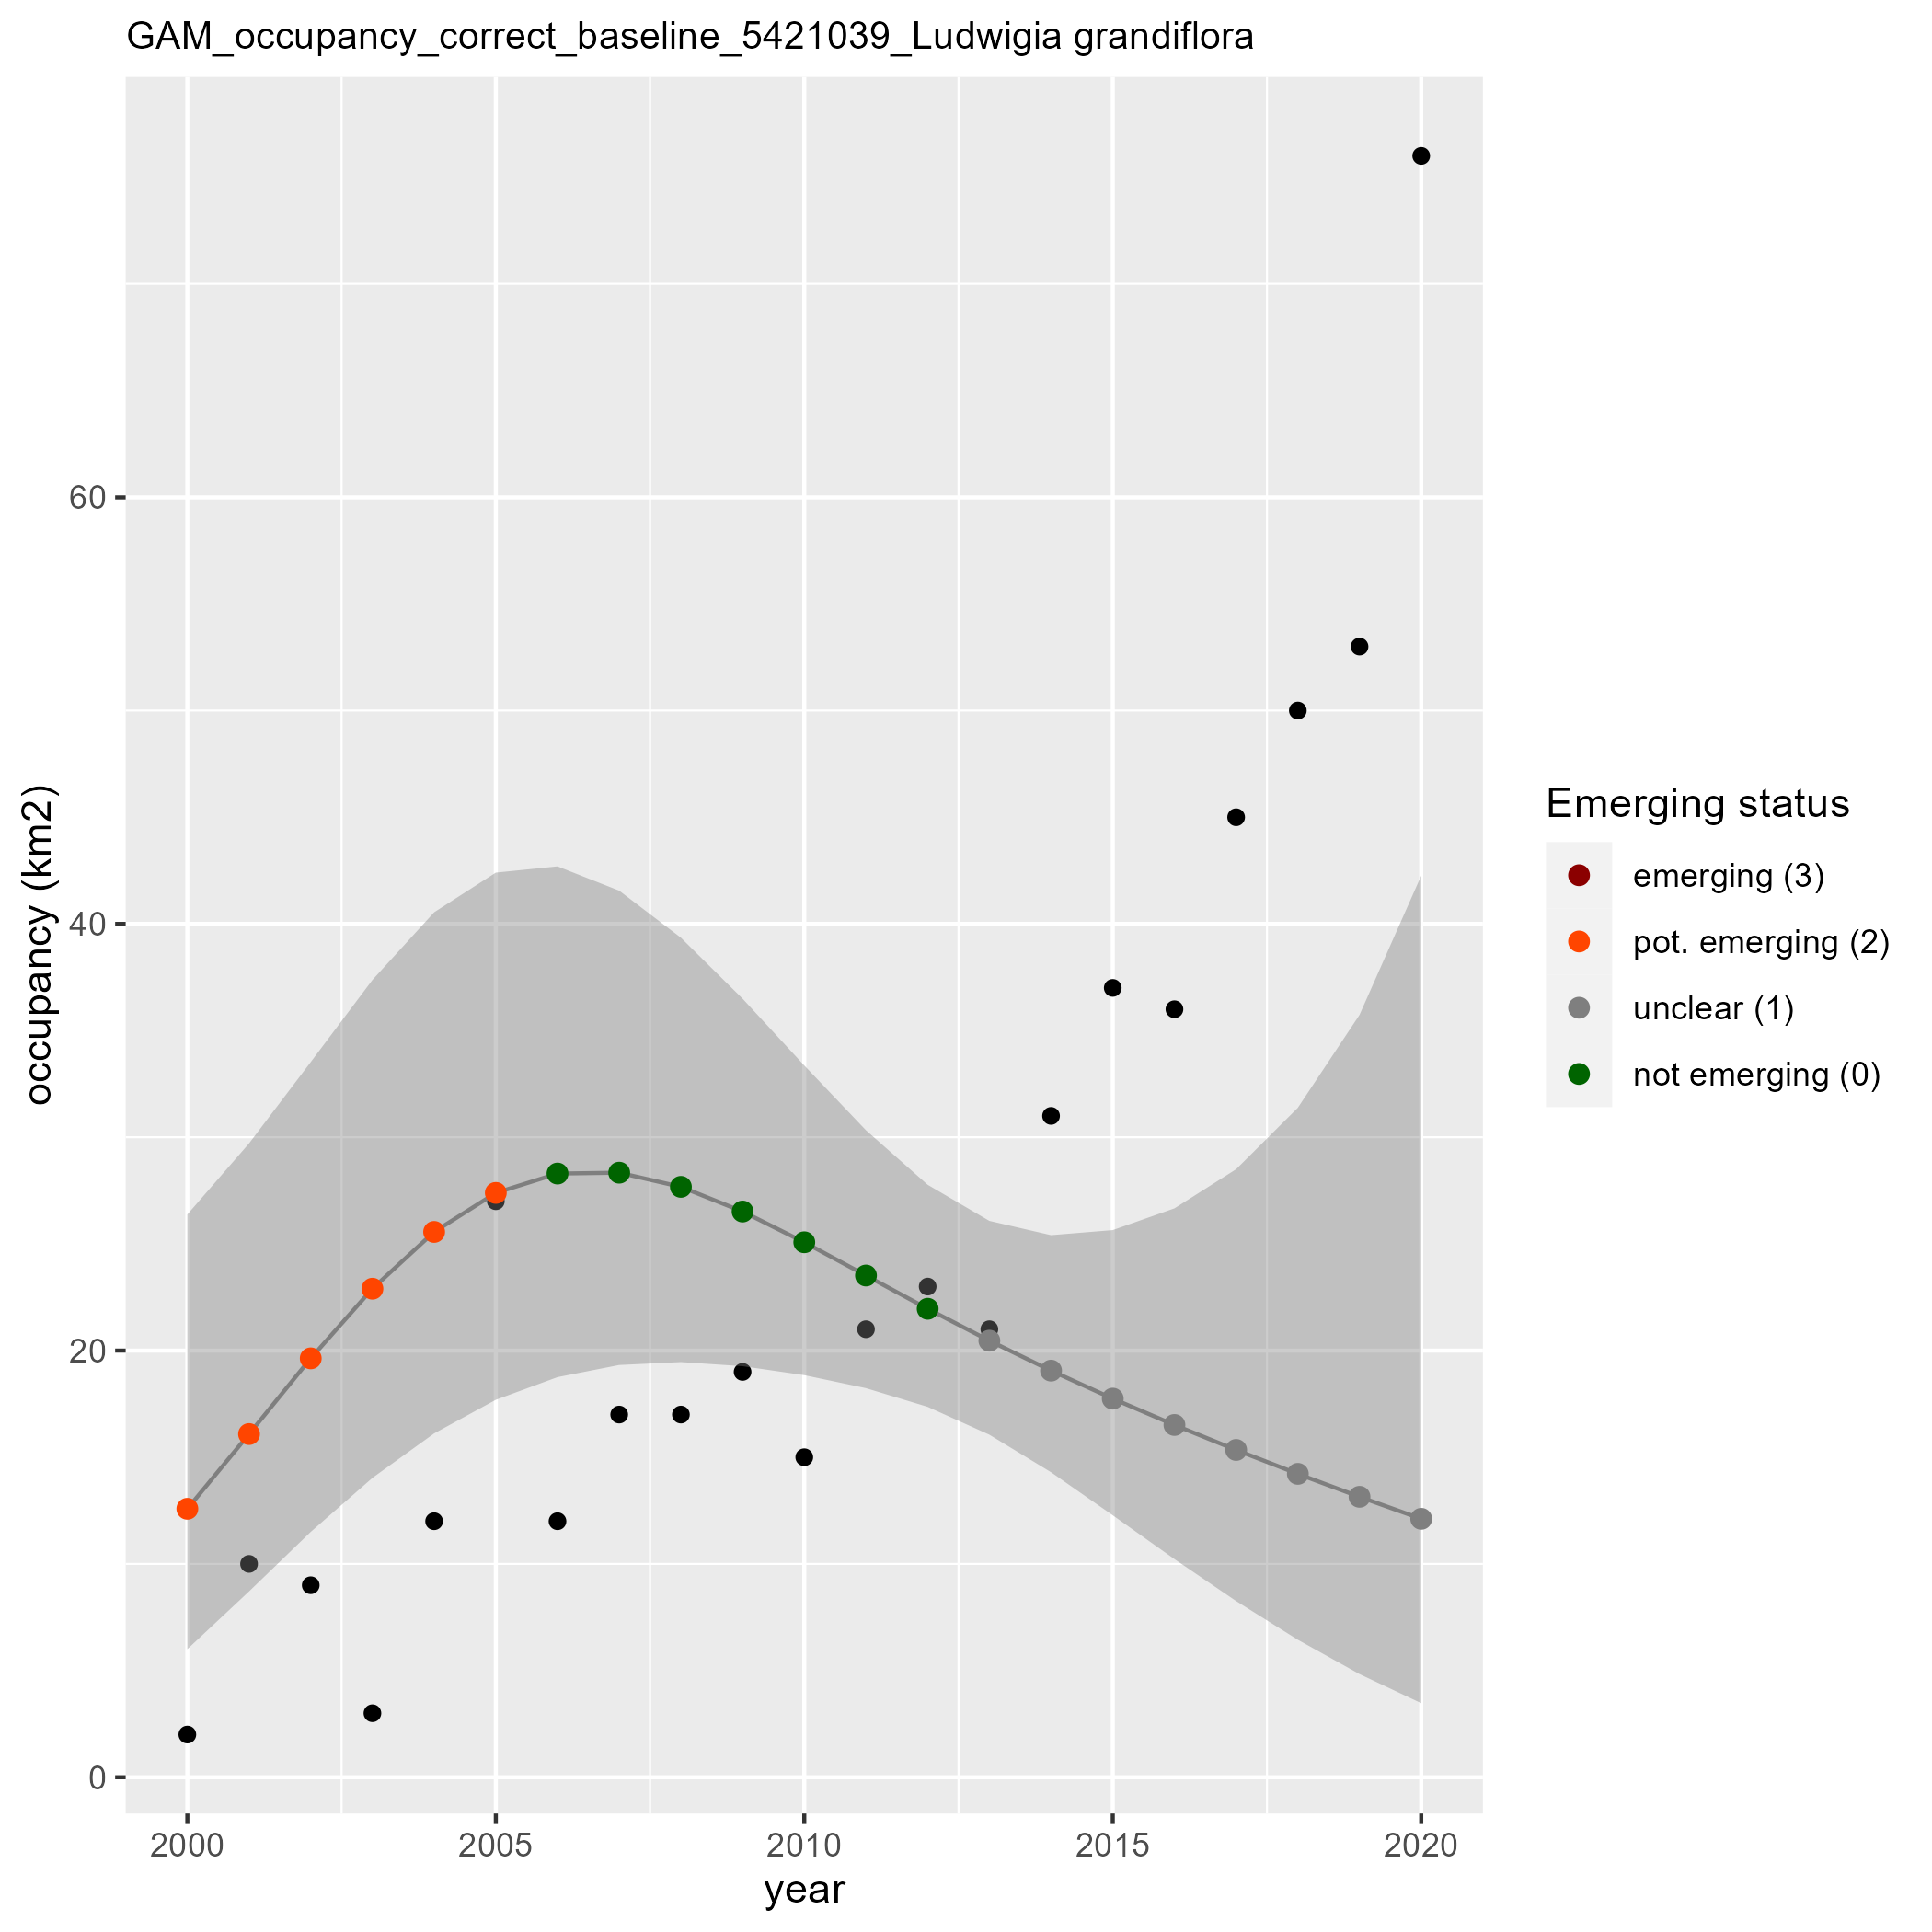 GAM_occupancy_correct_baseline_5421039_Ludwigia grandiflora
occupancy (km2)
60
40
20
0
2000
2005
2010
2015
2020
year
Emerging status
emerging (3)
pot. emerging (2)
unclear (1)
not emerging (0)